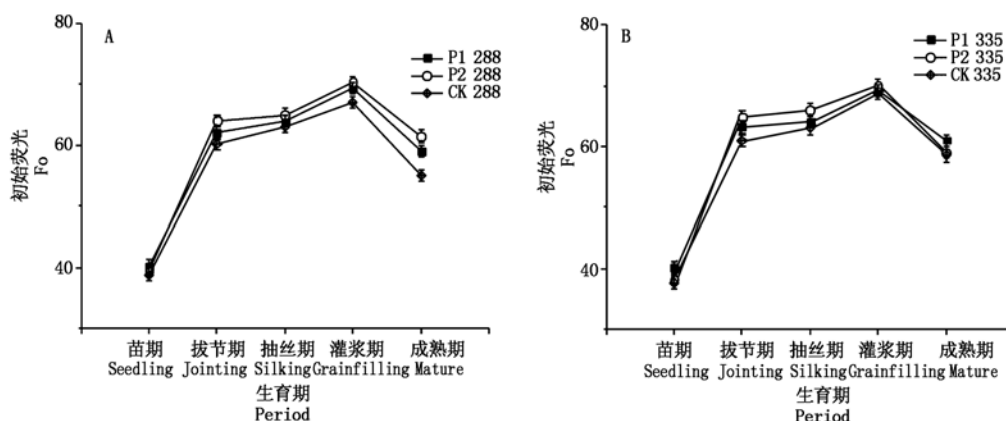 80
A
P1 288
P2 288
CK 288
60
初始荧光
Fo
40
苗期 拔节期 抽丝期 灌浆期 成熟期
Seedling Jointing Silking Grainfilling Mature
生育期
Period
80
B
P1 335
P2 335
CK 335
60
初始荧光
Fo
40
苗期 拔节期 抽丝期 灌浆期 成熟期
Seedling Jointing Silking Grainfilling Mature
生育期
Period